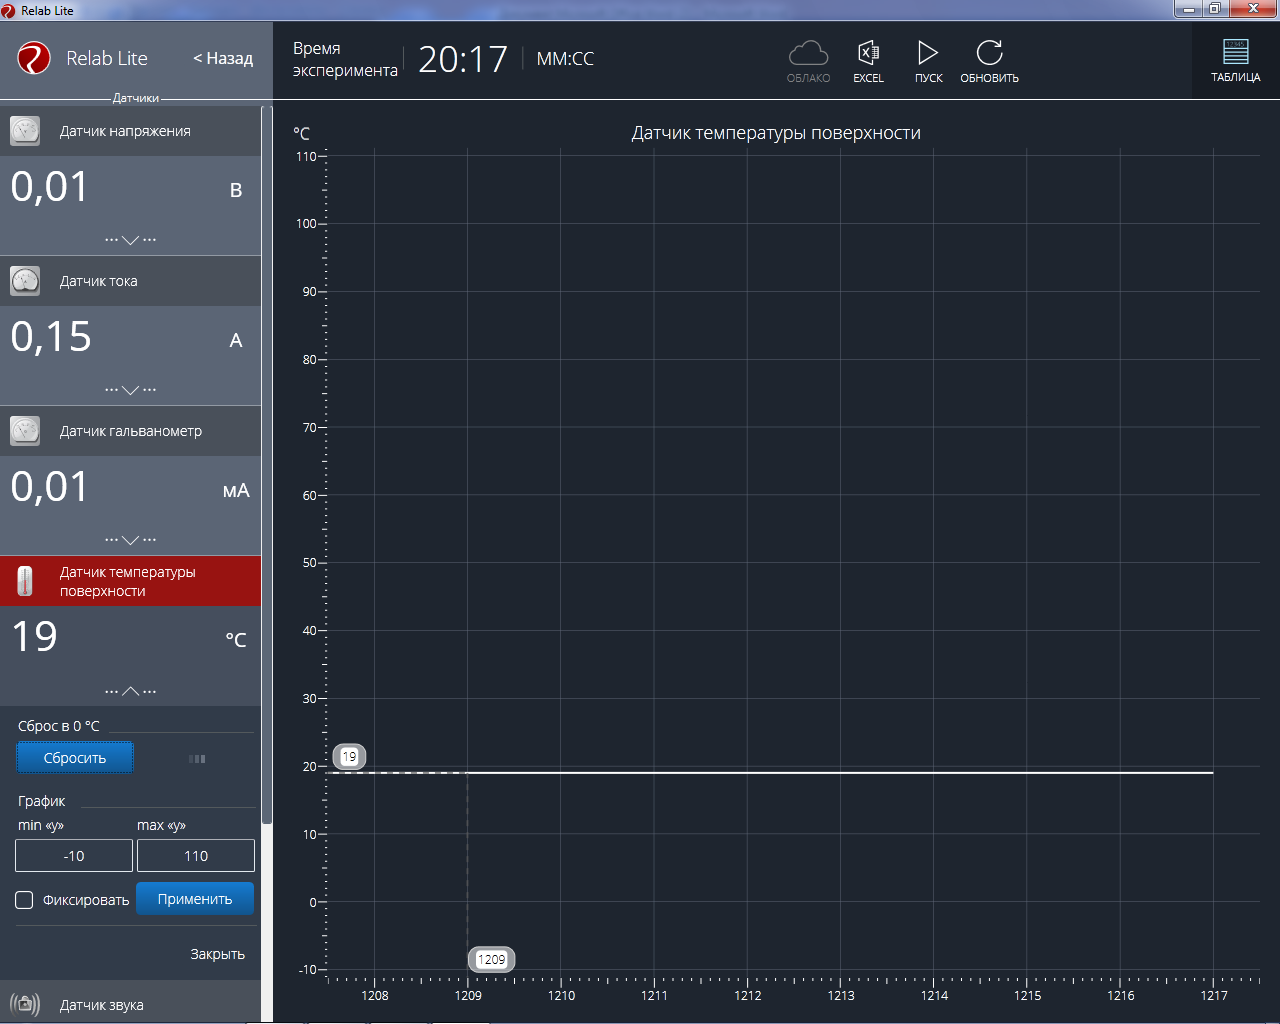 Relab Lite
Relab Lite
< Назад
Время
эксперимента
20:17
ММ:СС
ОБЛАКО
EXCEL
ПУСК
ОБНОВИТЬ
12345
ТАБЛИЦА
Датчики
Датчик напряжения
0,01
В
Датчик тока
0,15
А
Датчик гальванометр
0,01
мА
Датчик температуры
поверхности
19
°C
Сброс в 0 °C
Сбросить
График
min «y»
max «y»
-10
110
Фиксировать
Применить
Закрыть
Датчик звука
°C
Датчик температуры поверхности
110
100
90
80
70
60
50
40
30
20
10
0
-10
19
1209
1208
1209
1210
1211
1212
1213
1214
1215
1216
1217